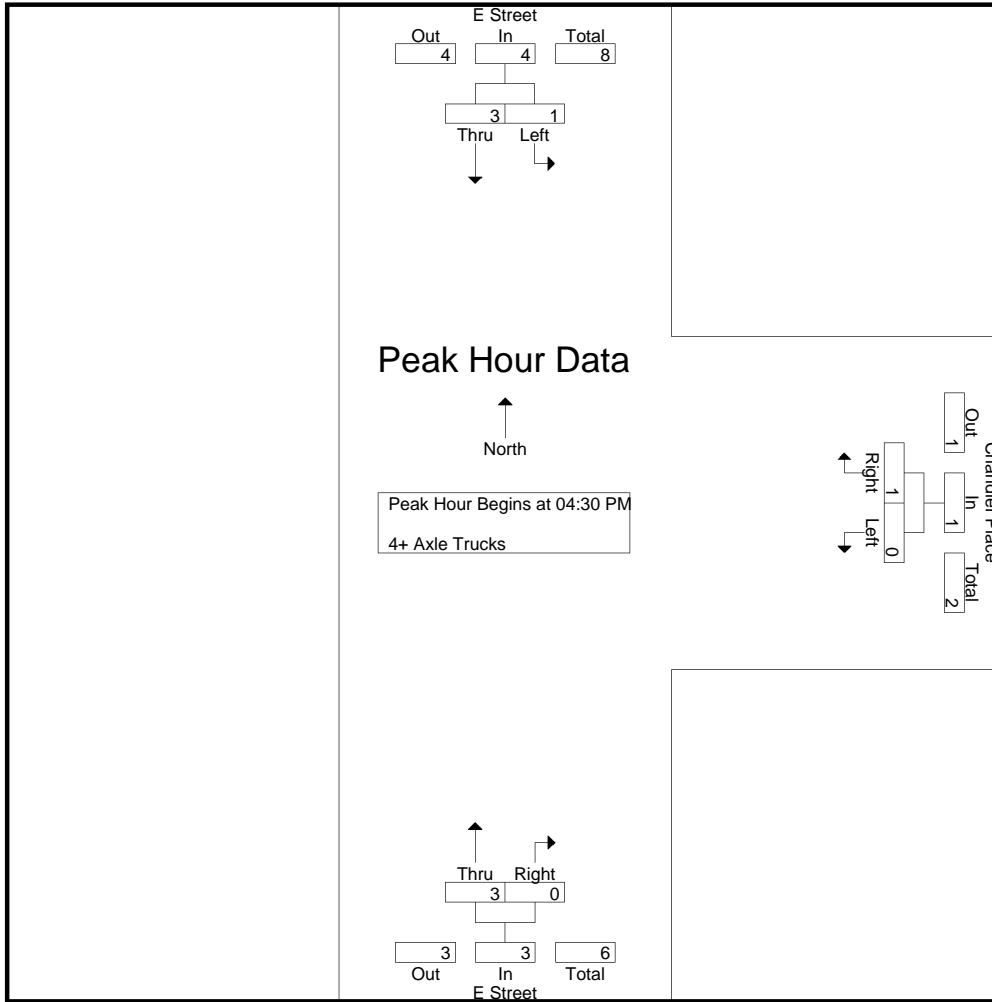 E Street
Out In Total
4 4 8
3 1
Thru Left
Peak Hour Data
North
Peak Hour Begins at 04:30 PM
4+ Axle Trucks
Chandler Place
Out In Total
1 1 2
1 0
Right Left
Thru Right
3 0
3 3 6
Out In Total
E Street